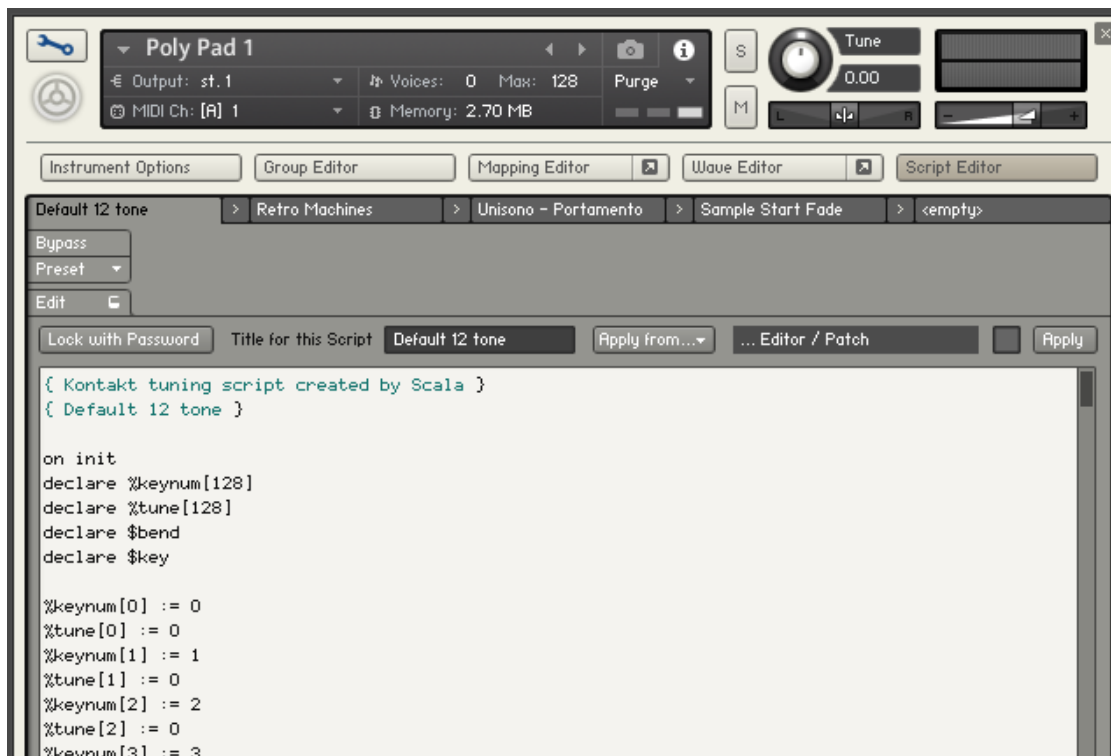 Poly Pad 1
S
Tune
Output: st.1
Voices: 0 Max: 128
Purge
0.00
MIDI Ch: [A] 1
Memory: 2.70 MB
M
L
R
- +
Instrument Options
Group Editor
Mapping Editor
Wave Editor
Script Editor
Default 12 tone > Retro Machines > Unisono - Portamento > Sample Start Fade > <empty>
Bypass
Preset
Edit
Lock with Password Title for this Script Default 12 tone Apply from... ... Editor / Patch Apply
{ Kontakt tuning script created by Scala }
{ Default 12 tone }
on init
declare %keynum[128]
declare %tune[128]
declare $bend
declare $key
%keynum[0] := 0
%tune[0] := 0
%keynum[1] := 1
%tune[1] := 0
%keynum[2] := 2
%tune[2] := 0
%keynum[3] := 3